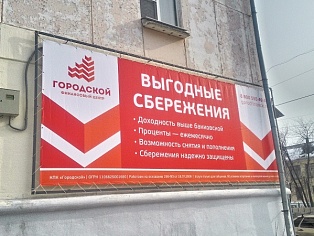 ГОРОДСКОЙ
ФИНАНСОВЫЙ ЦЕНТР
ВЫГОДНЫЕ
СБЕРЕЖЕНИЯ
• Доходность выше банковской
• Проценты — ежемесячно
• Возможность снятия и пополнения
• Сбережения надежно защищены